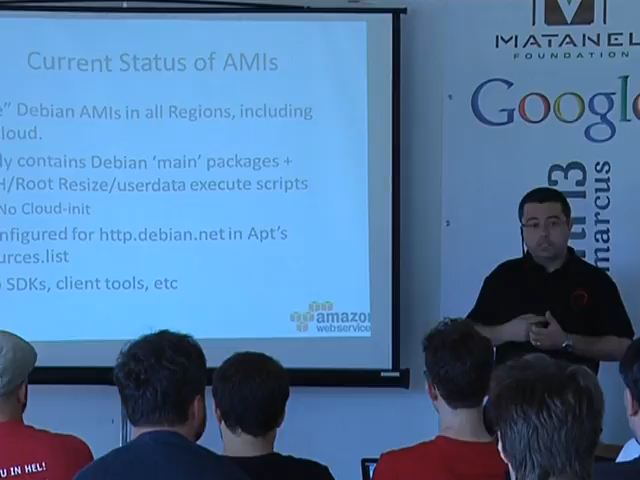 Current Status of AMIs
e" Debian AMIs in all Regions, including
loud.
ly contains Debian 'main' packages +
H/Root Resize/userdata execute scripts
No Cloud-init
nfigured for http.debian.net in Apt's
urces.list
SDKs, client tools, etc
amazon
webservice
MATANEL
FOUNDATION
Google
marcus
U IN HEL!